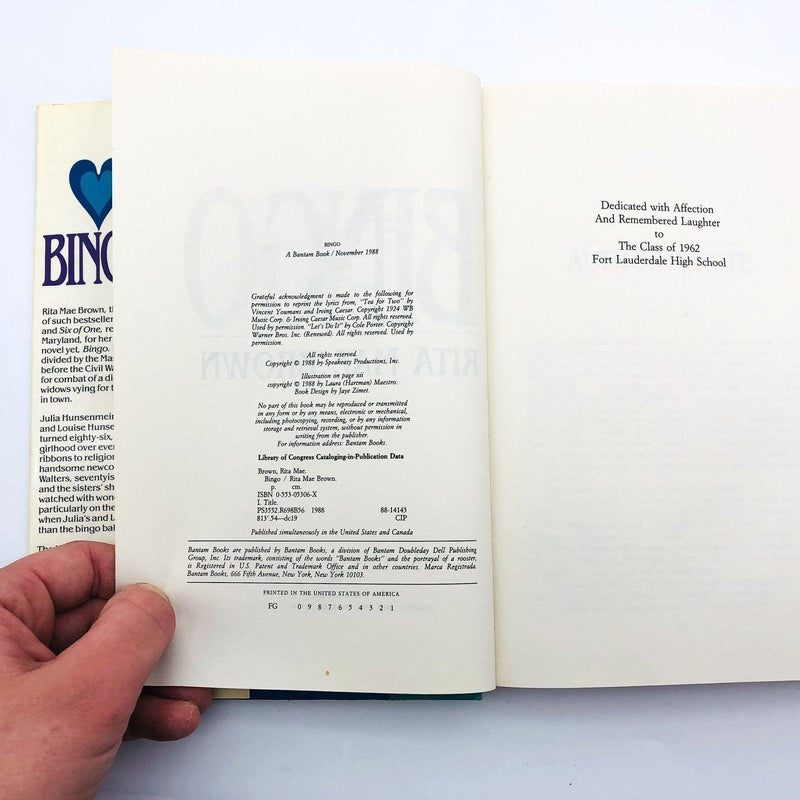 BING
Rita Mae Brown, th
of such bestseller
and Six of One, re
Maryland, for her
novel yet, Bingo.
divided by the Mas
before the Civil Wa
for combat of a di
widows vying for t
in town.
Julia Hunsenmeir
and Louise Hunse
turned eighty-six,
girlhood over ever
ribbons to religion
handsome newco
Walters, seventyis
and the sisters' sh
watched with wond
particularly on the
when Julia's and L
than the bingo bal
BINGO
A Bantam Book / November 1988
Grateful acknowledgment is made to the following for
permission to reprint the lyrics from, "Tea for Two" by
Vincent Youmans and Irving Caesar. Copyright 1924 WB
Music Corp. & Irving Caesar Music Corp. All rights reserved.
Used by permission. "Let's Do It" by Cole Porter. Copyright
Warner Bros. Inc. (Renewed). All rights reserved. Used by
permission.
All rights reserved.
Copyright © 1988 by Speakeasy Productions, Inc.
Illustration on page xii
copyright © 1988 by Laura (Hartman) Maestro.
Book Design by Jaye Zimet.
No part of this book may be reproduced or transmitted
in any form or by any means, electronic or mechanical,
including photocopying, recording, or by any information
storage and retrieval system, without permission in
writing from the publisher.
For information address: Bantam Books.
Library of Congress Cataloging-in-Publication Data
Brown, Rita Mae.
Bingo / Rita Mae Brown.
p. cm.
ISBN 0-553-05306-X
I. Title.
PS3552.R698B56 1988 88-14143
813'.54—dc19 CIP
Published simultaneously in the United States and Canada
Bantam Books are published by Bantam Books, a division of Bantam Doubleday Dell Publishing
Group, Inc. Its trademark, consisting of the words "Bantam Books" and the portrayal of a rooster,
is Registered in U.S. Patent and Trademark Office and in other countries. Marca Registrada.
Bantam Books, 666 Fifth Avenue, New York, New York 10103.
PRINTED IN THE UNITED STATES OF AMERICA
FG 0 9 8 7 6 5 4 3 2 1
Dedicated with Affection
And Remembered Laughter
to
The Class of 1962
Fort Lauderdale High School